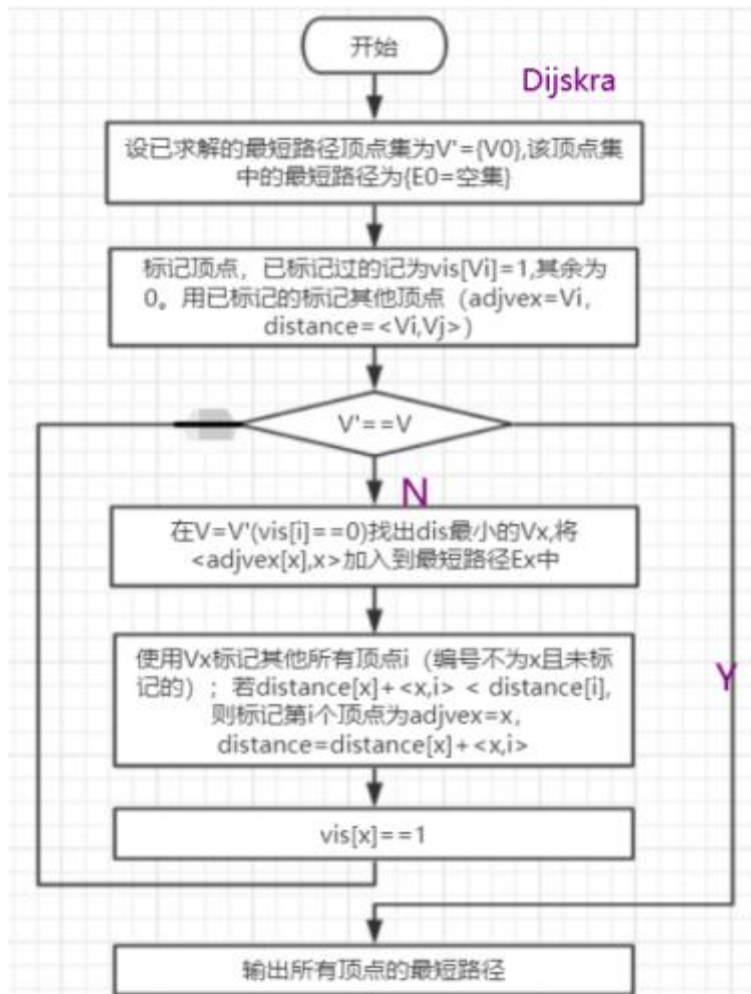 开始
Dijskra
设已求解的最短路径顶点集为V'={V0},该顶点集
中的最短路径为{E0=空集}
标记顶点，已标记过的记为vis[Vi]=1,其余为
0。用已标记的标记其他顶点（adjvex=Vi,
distance=<Vi,Vj>）
V'==V
N
在V=V'(vis[i]==0)找出dis最小的Vx,将
<adjvex[x],x>加入到最短路径Ex中
使用Vx标记其他所有顶点i（编号不为x且未标
记的）；若distance[x]+<x,i> < distance[i],
则标记第i个顶点为adjvex=x,
distance=distance[x]+<x,i>
Y
vis[x]==1
输出所有顶点的最短路径